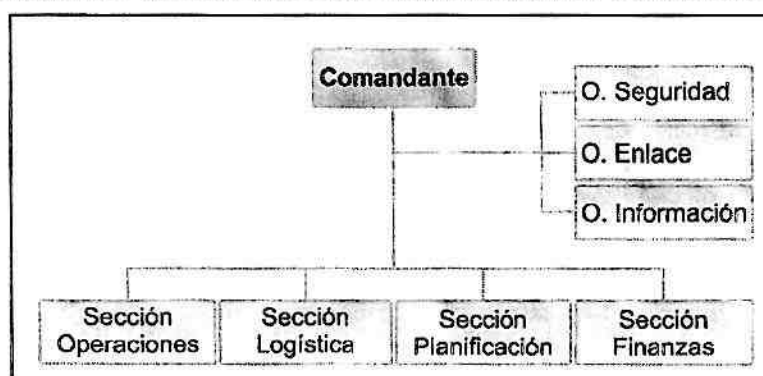 Comandante
O. Seguridad
O. Enlace
O. Información
Sección
Operaciones
Sección
Logística
Sección
Planificación
Sección
Finanzas